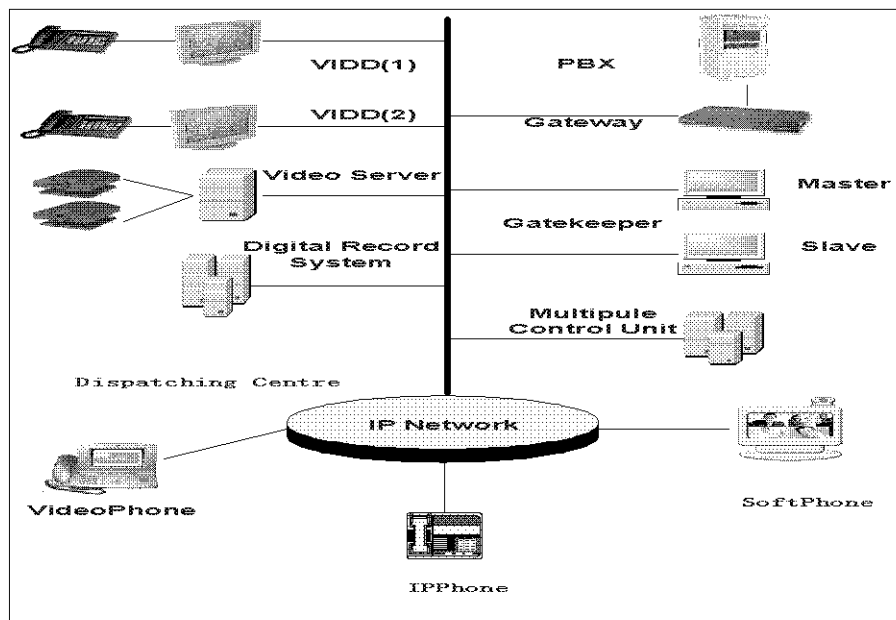 VIDD(1)
PBX
VIDD(2)
Gateway
Video Server
Master
Gatekeeper
Digital Record
System
Slave
Multipule
Control Unit
Dispatching Centre
IP Network
VideoPhone
SoftPhone
IPPhone